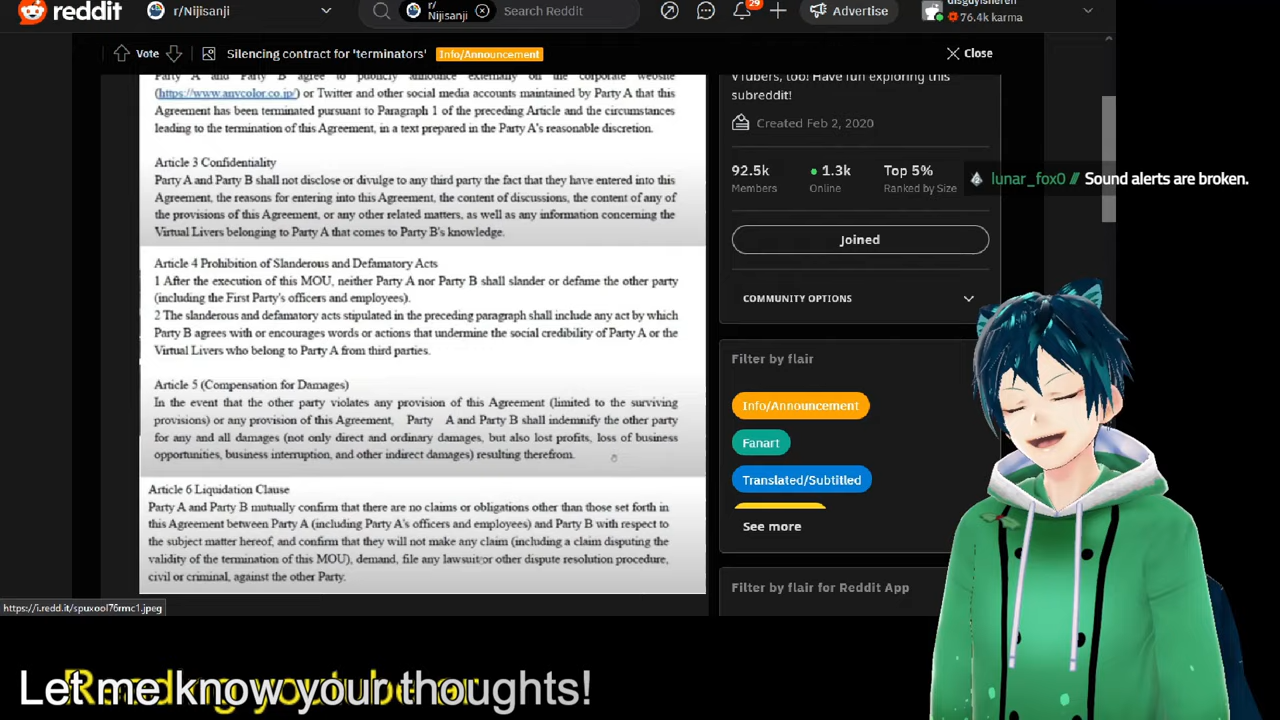 reddit
r/Nijisanji
r/
Nijisanji
Search Reddit
29
Advertise
76.4k karma
Vote
Silencing contract for 'terminators'
Info/Announcement
Close
Party A and Party B agree to publicly announce externally on the corporate website
(https://www.anycolor.co.jp/) or Twitter and other social media accounts maintained by Party A that this
Agreement has been terminated pursuant to Paragraph 1 of the preceding Article and the circumstances
leading to the termination of this Agreement, in a text prepared in the Party A's reasonable discretion.
Article 3 Confidentiality
Party A and Party B shall not disclose or divulge to any third party the fact that they have entered into this
Agreement, the reasons for entering into this Agreement, the content of discussions, the content of any of
the provisions of this Agreement, or any other related matters, as well as any information concerning the
Virtual Livers belonging to Party A that comes to Party B's knowledge.
Article 4 Prohibition of Slanderous and Defamatory Acts
1 After the execution of this MOU, neither Party A nor Party B shall slander or defame the other party
(including the First Party's officers and employees).
2 The slanderous and defamatory acts stipulated in the preceding paragraph shall include any act by which
Party B agrees with or encourages words or actions that undermine the social credibility of Party A or the
Virtual Livers who belong to Party A from third parties.
Article 5 (Compensation for Damages)
In the event that the other party violates any provision of this Agreement (limited to the surviving
provisions) or any provision of this Agreement, Party A and Party B shall indemnify the other party
for any and all damages (not only direct and ordinary damages, but also lost profits, loss of business
opportunities, business interruption, and other indirect damages) resulting therefrom.
Article 6 Liquidation Clause
Party A and Party B mutually confirm that there are no claims or obligations other than those set forth in
this Agreement between Party A (including Party A's officers and employees) and Party B with respect to
the subject matter hereof, and confirm that they will not make any claim (including a claim disputing the
validity of the termination of this MOU), demand, file any lawsuit or other dispute resolution procedure,
civil or criminal, against the other Party.
VTubers, too! Have fun exploring this
subreddit!
Created Feb 2, 2020
92.5k
Members
1.3k
Online
Top 5%
Ranked by Size
lunar_fox0 // Sound alerts are broken.
Joined
COMMUNITY OPTIONS
Filter by flair
Info/Announcement
Fanart
Translated/Subtitled
See more
Filter by flair for Reddit App
https://i.redd.it/spuxool76rmc1.jpeg
Let me know your thoughts!